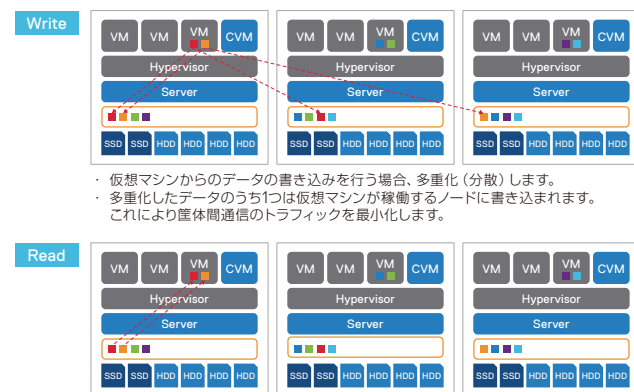 Write
VM VM VM CVM VM VM VM CVM VM VM VM CVM
Hypervisor Hypervisor Hypervisor
Server Server Server
SSD SSD HDD HDD HDD HDD SSD SSD HDD HDD HDD HDD SSD SSD HDD HDD HDD HDD
・ 仮想マシンからのデータの書き込みを行う場合、多重化（分散）します。
・ 多重化したデータのうち1つは仮想マシンが稼働するノードに書き込まれます。
これにより筐体間通信のトラフィックを最小化します。
Read
VM VM VM CVM VM VM VM CVM VM VM VM CVM
Hypervisor Hypervisor Hypervisor
Server Server Server
SSD SSD HDD HDD HDD HDD SSD SSD HDD HDD HDD HDD SSD SSD HDD HDD HDD HDD